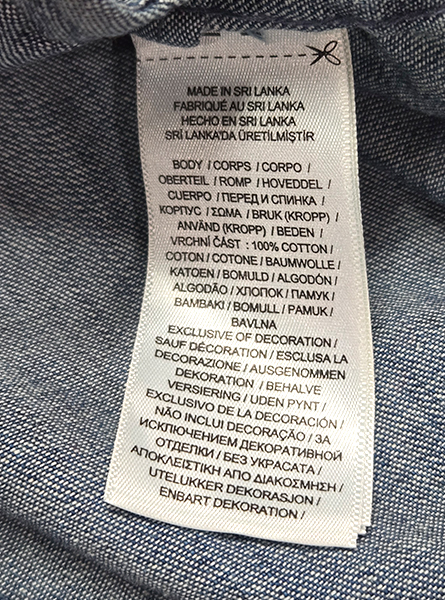 MADE IN SRI LANKA
FABRIQUÉ AU SRI LANKA
HECHO EN SRI LANKA
SRİ LANKA'DA ÜRETİLMİŞTİR
BODY / CORPS / CORPO /
OBERTEIL / ROMP / HOVEDDEL /
CUERPO / ПЕРЕД И СПИНКА /
КОРПУС / ΣΩΜΑ / BRUK (KROPP) /
ANVÄND (KROPP) / BEDEN /
VRCHNÍ ČÁST : 100% COTTON /
COTON / COTONE / BAUMWOLLE /
KATOEN / BOMULD / ALGODÓN /
ALGODÃO / ХЛОПОК / ПАМУК /
BAMBAKI / BOMULL / PAMUK /
BAVLNA
EXCLUSIVE OF DECORATION /
SAUF DÉCORATION / ESCLUSA LA
DECORAZIONE / AUSGENOMMEN
DEKORATION / BEHALVE
VERSIERING / UDEN PYNT /
EXCLUSIVO DE LA DECORACIÓN /
NÃO INCLUI DECORAÇÃO / ЗА
ИСКЛЮЧЕНИЕМ ДЕКОРАТИВНОЙ
ОТДЕЛКИ / БЕЗ УКРАСАТА /
ΑΠΟΚΛΕΙΣΤΙΚΗ ΑΠΟ ΔΙΑΚΟΣΜΗΣΗ /
UTELUKKER DEKORASJON /
ENBART DEKORATION /